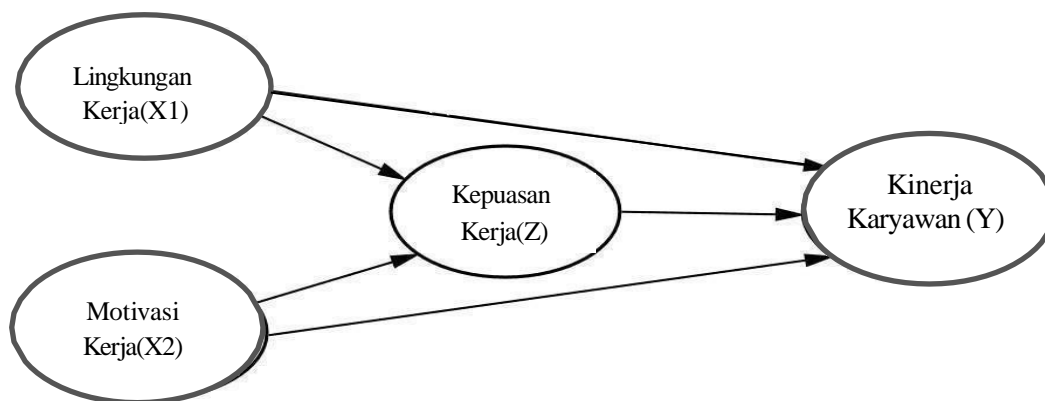 Lingkungan
Kerja(X1)
Kepuasan
Kerja(Z)
Kinerja
Karyawan (Y)
Motivasi
Kerja(X2)